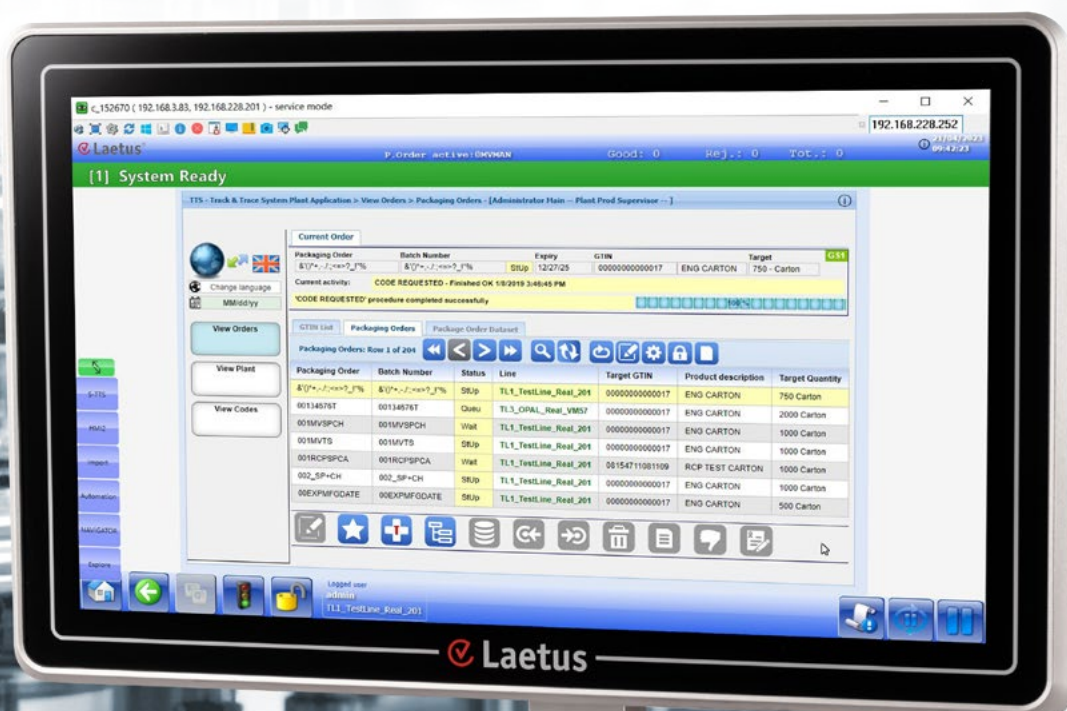 c_152670 ( 192.168.3.83, 192.168.228.201 ) - service mode
192.168.228.252
Laetus
P.Order active:0MVMAN Good: 0 Rej.: 0 Tot.: 0
09:42:23
[1] System Ready
TTS - Track & Trace System Plant Application > View Orders > Packaging Orders - [Administrator Main -- Plant Prod Supervisor -- ]
Current Order
Packaging Order Batch Number Expiry GTIN Target GS1
StUp 12/27/25 00000000000017 ENG CARTON 750 - Carton
Current activity: CODE REQUESTED - Finished OK 1/8/2019 3:46:45 PM
'CODE REQUESTED' procedure completed successfully 100 %
Change language
MM/dd/yy
View Orders
View Plant
View Codes
GTIN List Packaging Orders Package Order Dataset
Packaging Orders: Row 1 of 204
Packaging Order Batch Number Status Line Target GTIN Product description Target Quantity
StUp TL1_TestLine_Real_201 00000000000017 ENG CARTON 750 Carton
00134676T 00134676T Queu TL3_OPAL_Real_VM57 00000000000017 ENG CARTON 2000 Carton
001MVSPCH 001MVSPCH Wait TL1_TestLine_Real_201 00000000000017 ENG CARTON 1000 Carton
001MVTS 001MVTS StUp TL1_TestLine_Real_201 00000000000017 ENG CARTON 1000 Carton
001RCPSPCA 001RCPSPCA Wait TL1_TestLine_Real_201 08154711081109 RCP TEST CARTON 1000 Carton
002_SP+CH 002_SP+CH StUp TL1_TestLine_Real_201 00000000000017 ENG CARTON 1000 Carton
00EXPMFGDATE 00EXPMFGDATE StUp TL1_TestLine_Real_201 00000000000017 ENG CARTON 500 Carton
S-TTS
HMI2
Import
Automation
NAVIGATOR
Explore
Logged user
admin
TL1_TestLine_Real_201
Laetus